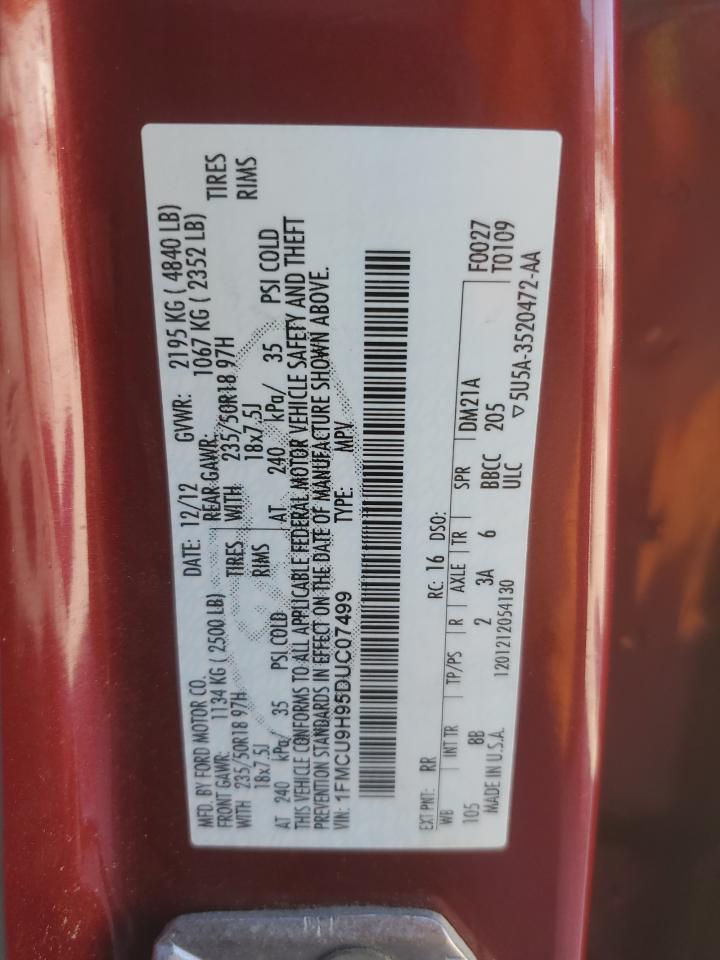 MFD. BY FORD MOTOR CO. DATE: 12/12 GVWR: 2195 KG ( 4840 LB)
FRONT GAWR: 1134 KG ( 2500 LB) REAR GAWR: 1067 KG ( 2352 LB)
WITH 235/50R18 97H TIRES WITH 235/50R18 97H TIRES
18x7.5J RIMS 18x7.5J RIMS
AT 240 kPa/ 35 PSI COLD AT 240 kPa/ 35 PSI COLD
THIS VEHICLE CONFORMS TO ALL APPLICABLE FEDERAL MOTOR VEHICLE SAFETY AND THEFT
PREVENTION STANDARDS IN EFFECT ON THE DATE OF MANUFACTURE SHOWN ABOVE.
VIN: 1FMCU9H95DUC07499 TYPE: MPV
EXT PNT: RR RC: 16 DSO: F0027
WB INT TR TP/PS R AXLE TR SPR DM21A T0109
105 8B 2 3A 6 BBCC 205
MADE IN U.S.A. 1201212054130 ULC ▽5U5A-3520472-AA